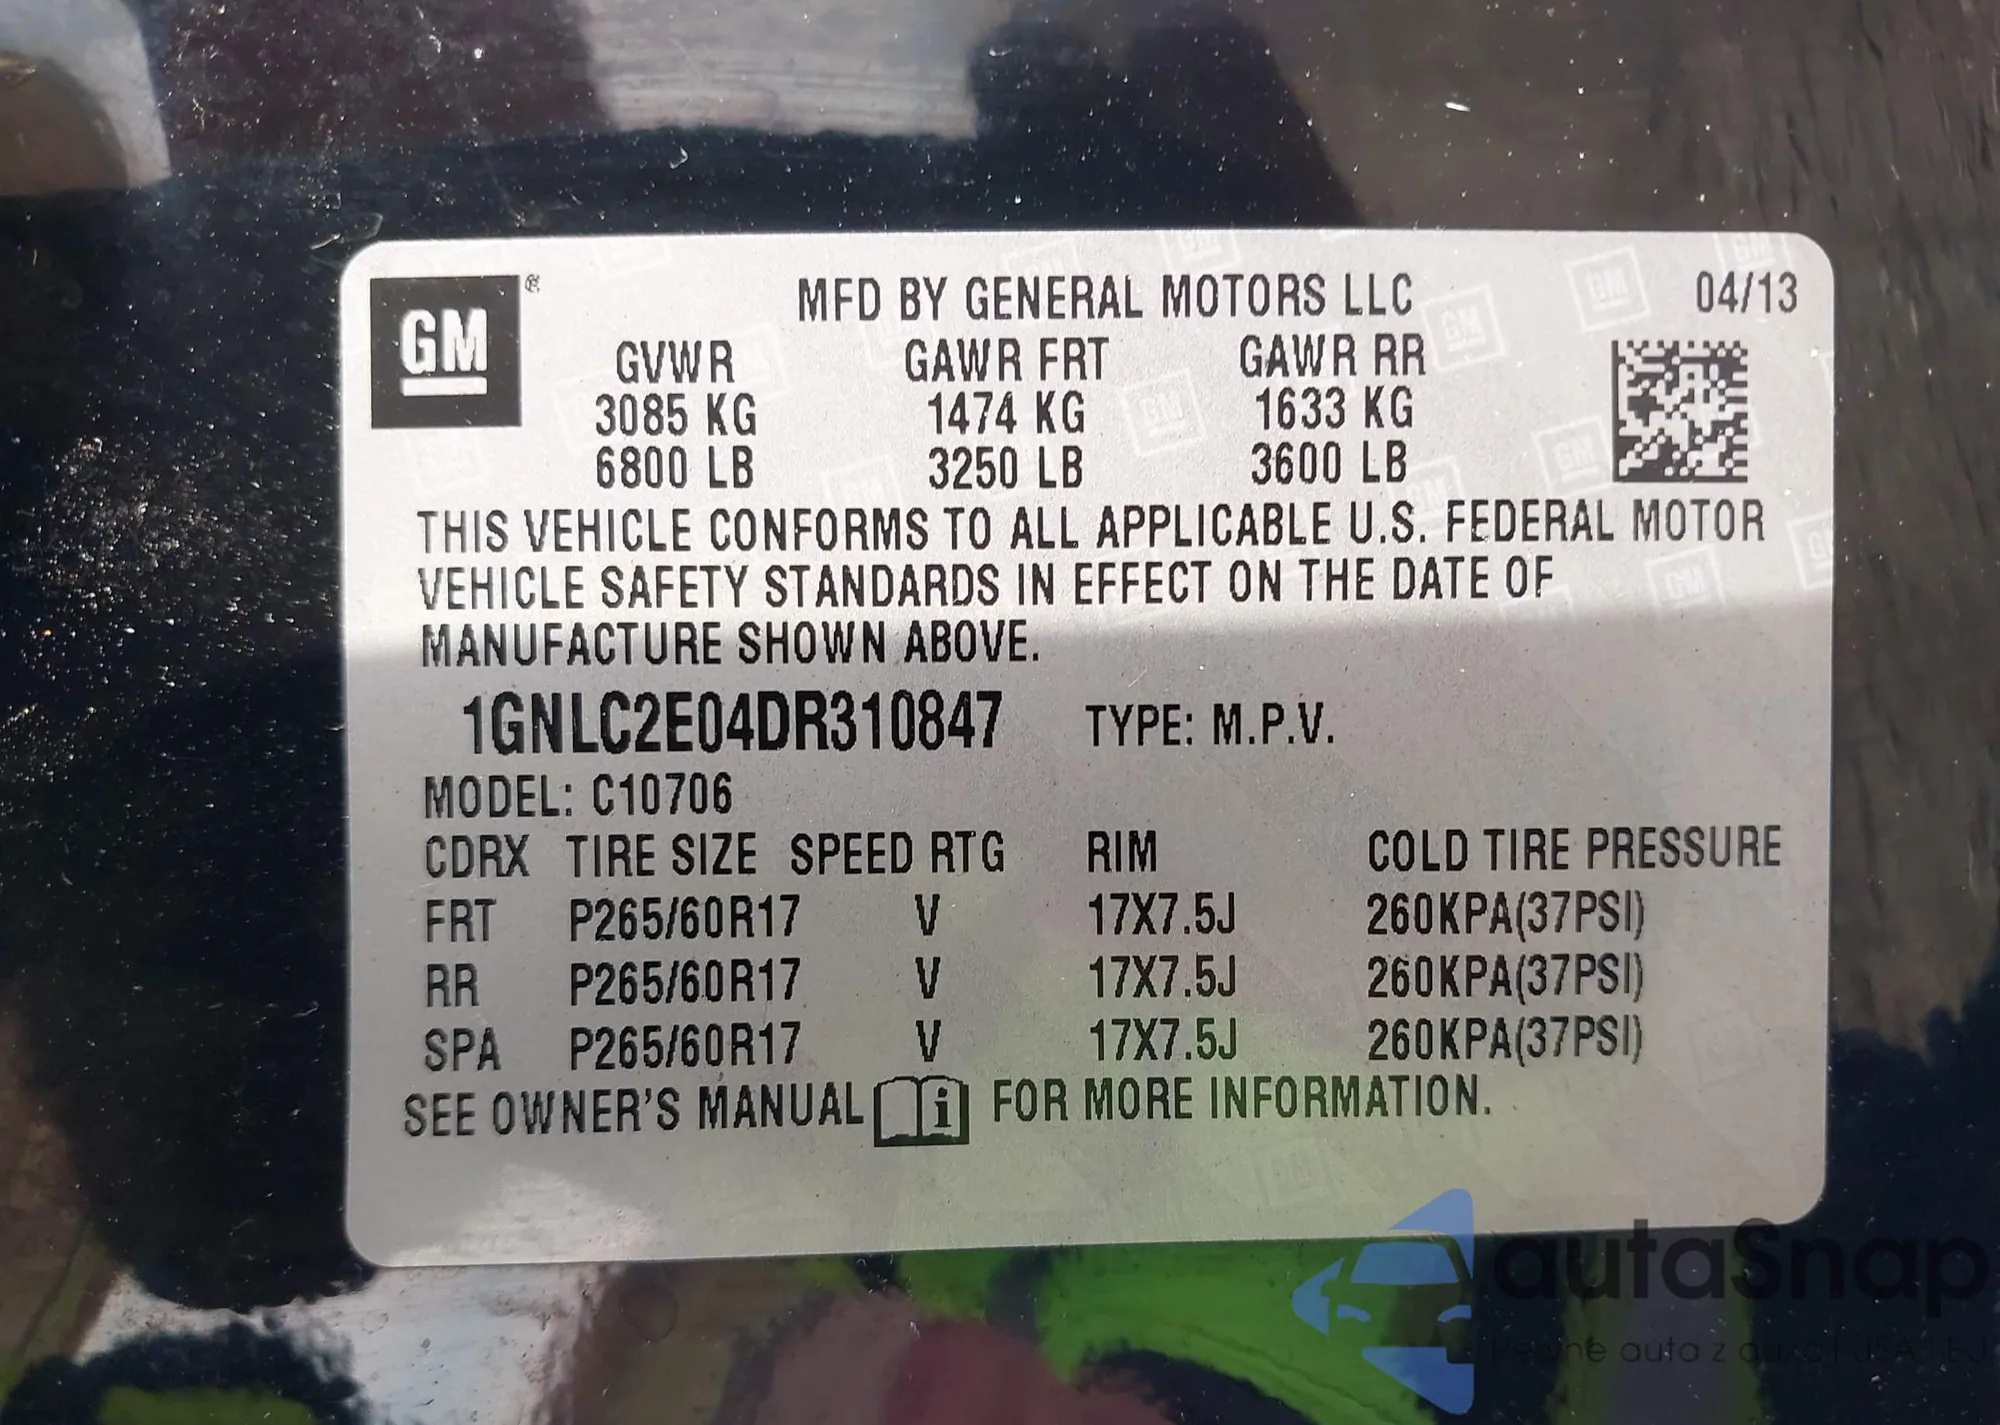 GM ®
MFD BY GENERAL MOTORS LLC 04/13
GVWR GAWR FRT GAWR RR
3085 KG 1474 KG 1633 KG
6800 LB 3250 LB 3600 LB
THIS VEHICLE CONFORMS TO ALL APPLICABLE U.S. FEDERAL MOTOR
VEHICLE SAFETY STANDARDS IN EFFECT ON THE DATE OF
MANUFACTURE SHOWN ABOVE.
1GNLC2E04DR310847 TYPE: M.P.V.
MODEL: C10706
CDRX TIRE SIZE SPEED RTG RIM COLD TIRE PRESSURE
FRT P265/60R17 V 17X7.5J 260KPA(37PSI)
RR P265/60R17 V 17X7.5J 260KPA(37PSI)
SPA P265/60R17 V 17X7.5J 260KPA(37PSI)
SEE OWNER'S MANUAL i FOR MORE INFORMATION.
autaSnap
auta z